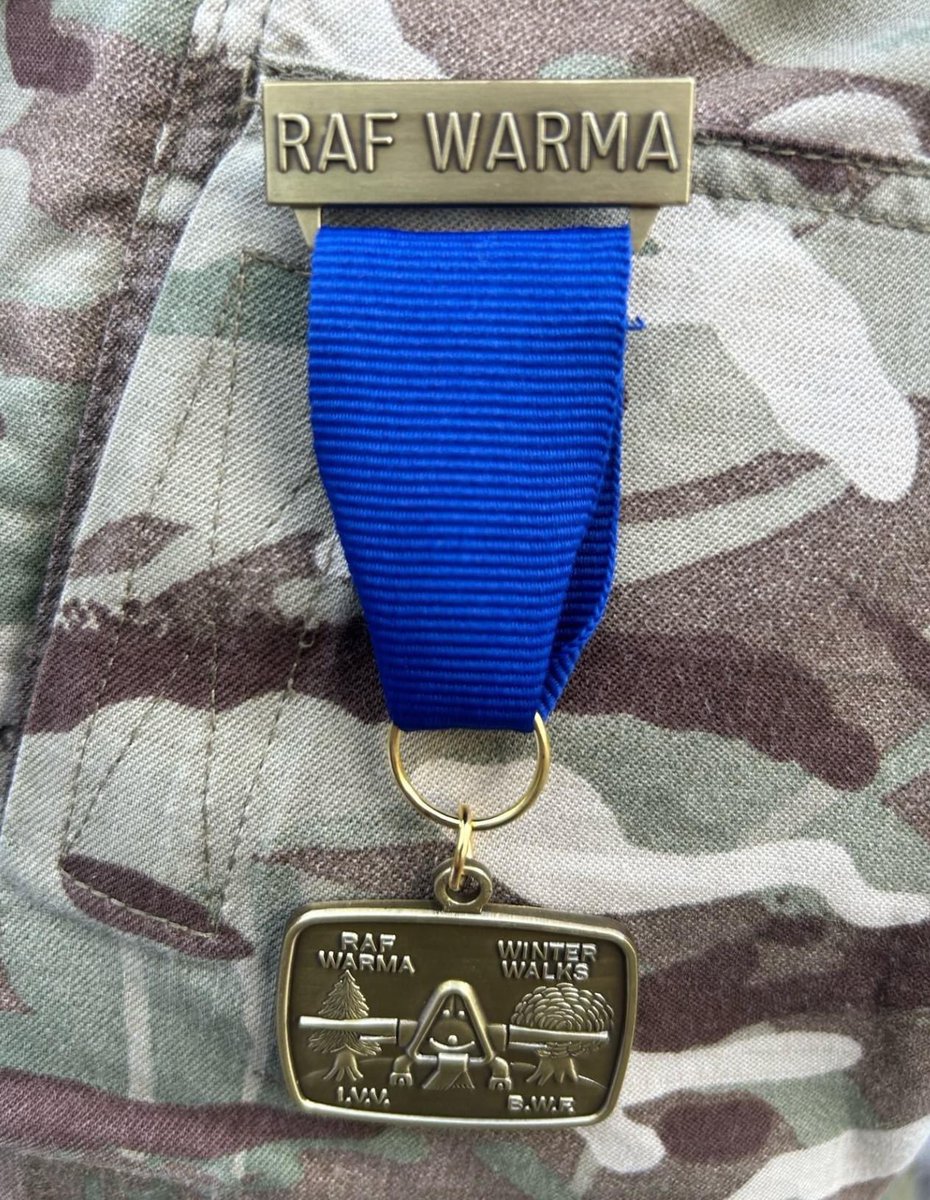 RAF WARMA
RAF
WARMA
WINTER
WALKS
I.V.V.
B.W.F.